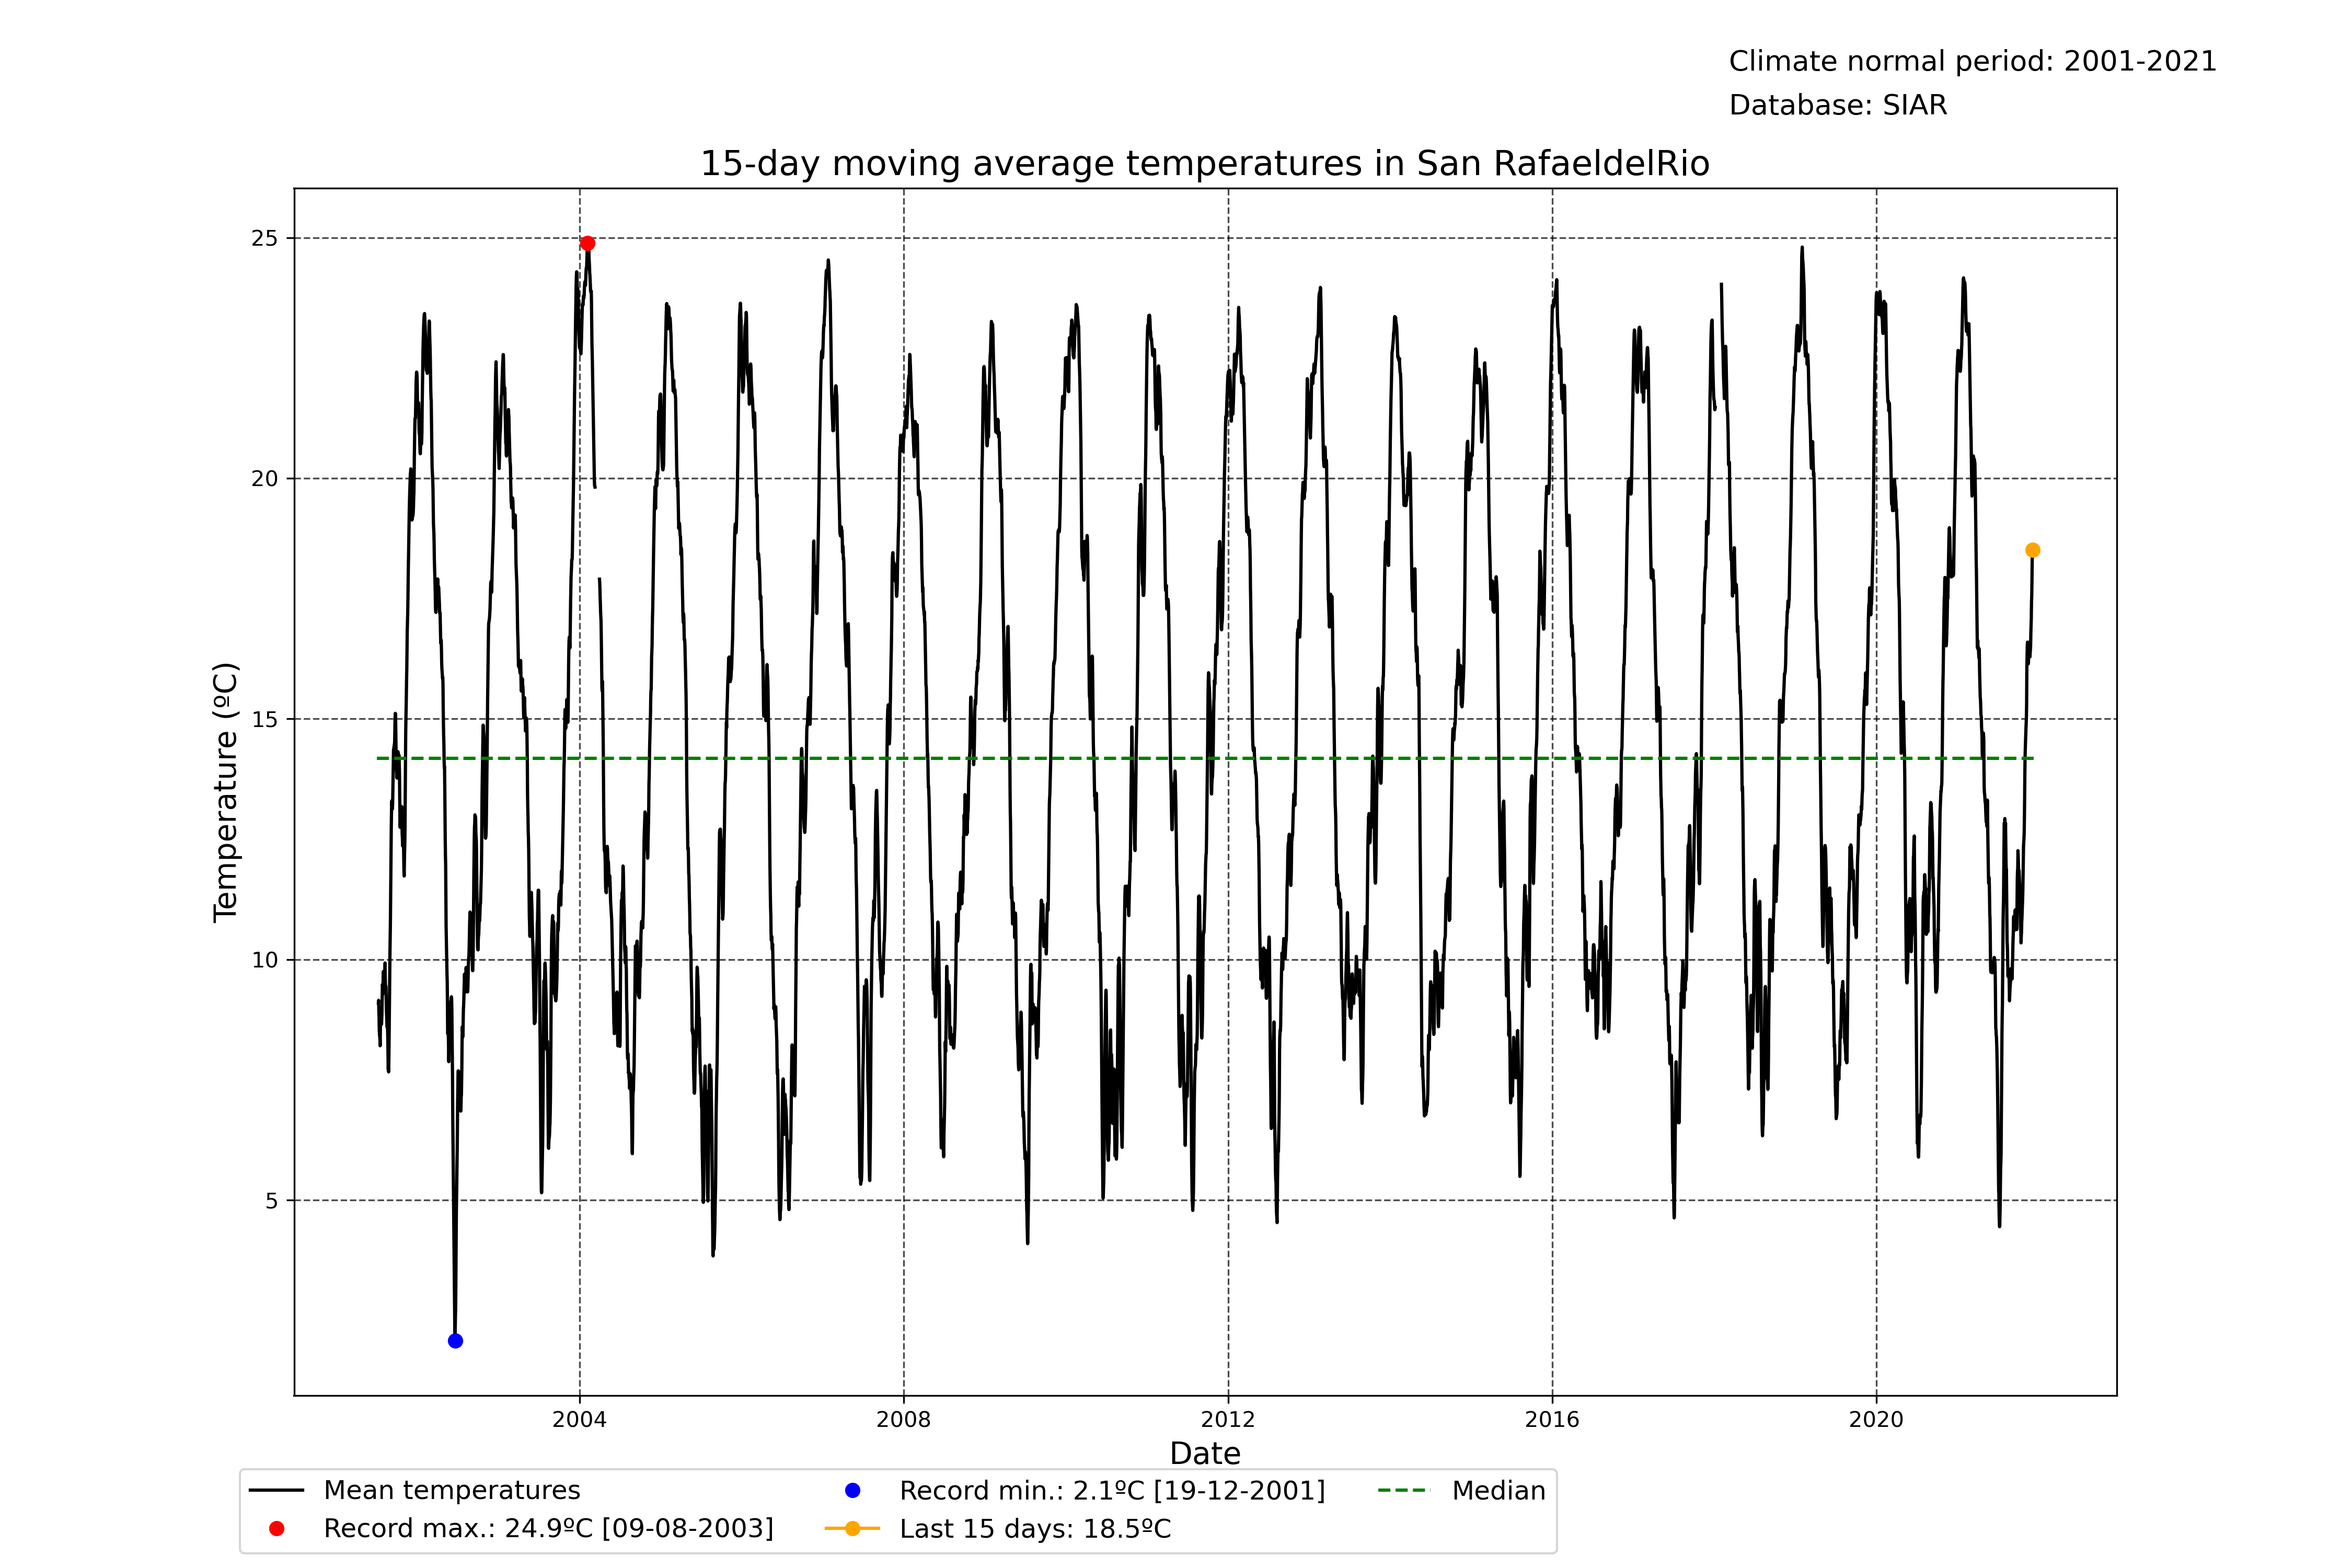 Climate normal period: 2001-2021
Database: SIAR
15-day moving average temperatures in San RafaeldelRio
25
20
15
10
5
Temperature (ºC)
2004 2008 2012 2016 2020
Date
Mean temperatures
Record max.: 24.9ºC [09-08-2003]
Record min.: 2.1ºC [19-12-2001]
Last 15 days: 18.5ºC
Median